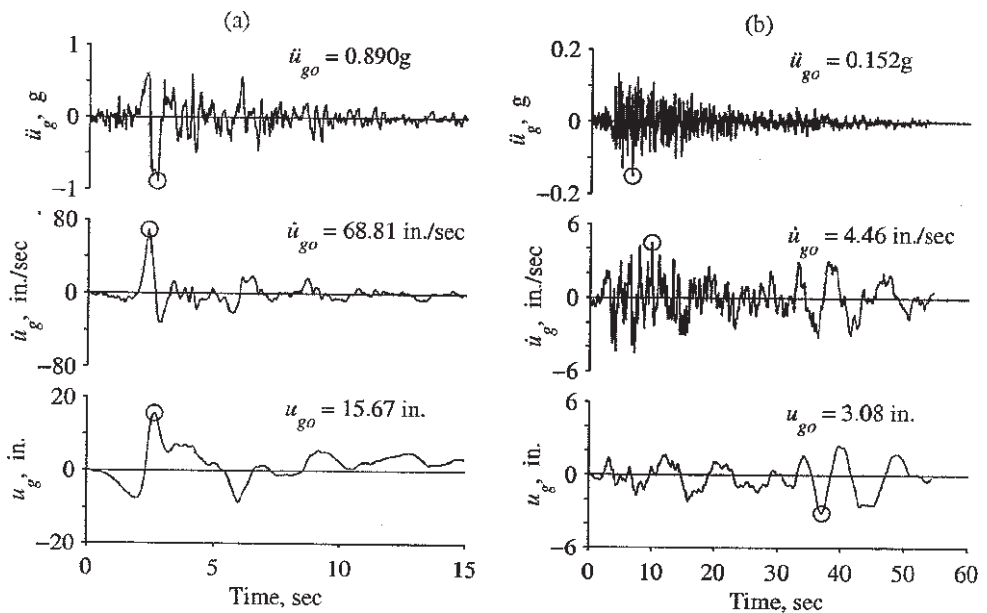 (a)
ü_go = 0.890g
1
0
−1
ü_g, g
u̇_go = 68.81 in./sec
80
0
−80
u̇_g, in./sec
u_go = 15.67 in.
20
0
−20
u_g, in.
0
5
10
15
Time, sec
(b)
ü_go = 0.152g
0.2
0
−0.2
ü_g, g
u̇_go = 4.46 in./sec
6
0
−6
u̇_g, in./sec
u_go = 3.08 in.
6
0
−6
u_g, in.
0
10
20
30
40
50
60
Time, sec